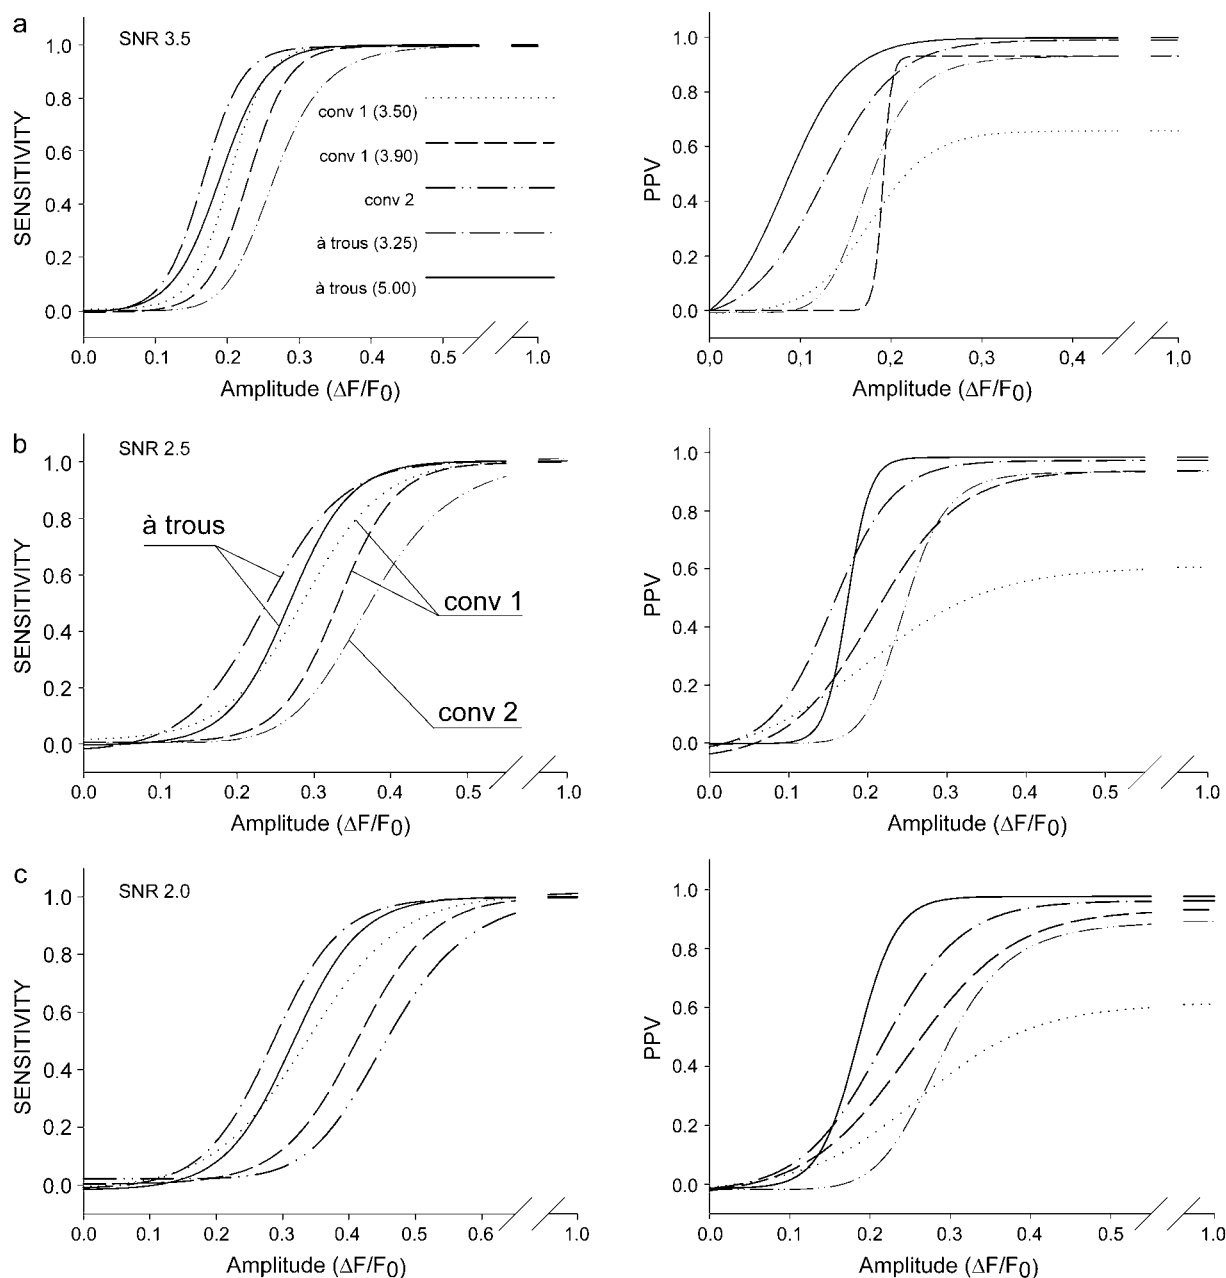 a
SNR 3.5
SENSITIVITY
1.0
0.8
0.6
0.4
0.2
0.0
conv 1 (3.50)
conv 1 (3.90)
conv 2
à trous (3.25)
à trous (5.00)
0.0 0.1 0.2 0.3 0.4 0.5 1.0
Amplitude (ΔF/F0)
PPV
1.0
0.8
0.6
0.4
0.2
0.0
0,0 0,1 0,2 0,3 0,4 1,0
Amplitude (ΔF/F0)
b
SNR 2.5
SENSITIVITY
1.0
0.8
0.6
0.4
0.2
0.0
à trous
conv 1
conv 2
0.0 0.1 0.2 0.3 0.4 0.5 1.0
Amplitude (ΔF/F0)
PPV
1.0
0.8
0.6
0.4
0.2
0.0
0.0 0.1 0.2 0.3 0.4 0.5 1.0
Amplitude (ΔF/F0)
c
SNR 2.0
SENSITIVITY
1.0
0.8
0.6
0.4
0.2
0.0
0.0 0.1 0.2 0.3 0.4 0.5 0.6 1.0
Amplitude (ΔF/F0)
PPV
1.0
0.8
0.6
0.4
0.2
0.0
0.0 0.1 0.2 0.3 0.4 0.5 1.0
Amplitude (ΔF/F0)